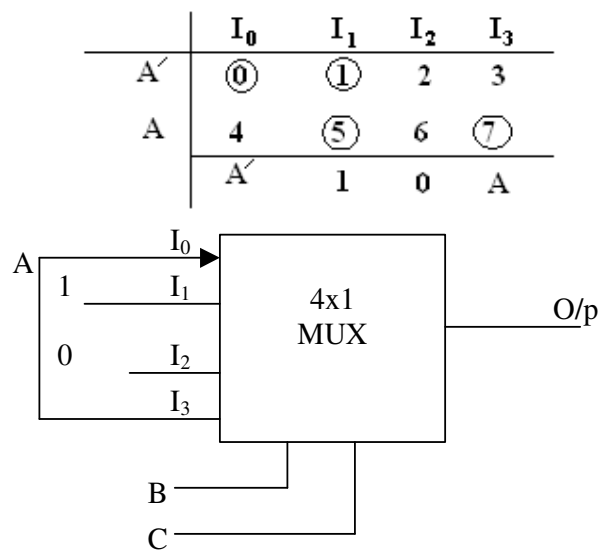 I0 I1 I2 I3
A′ 0 1 2 3
A 4 5 6 7
A′ 1 0 A
A I0
1 I1
4x1
MUX
O/p
0 I2
I3
B
C